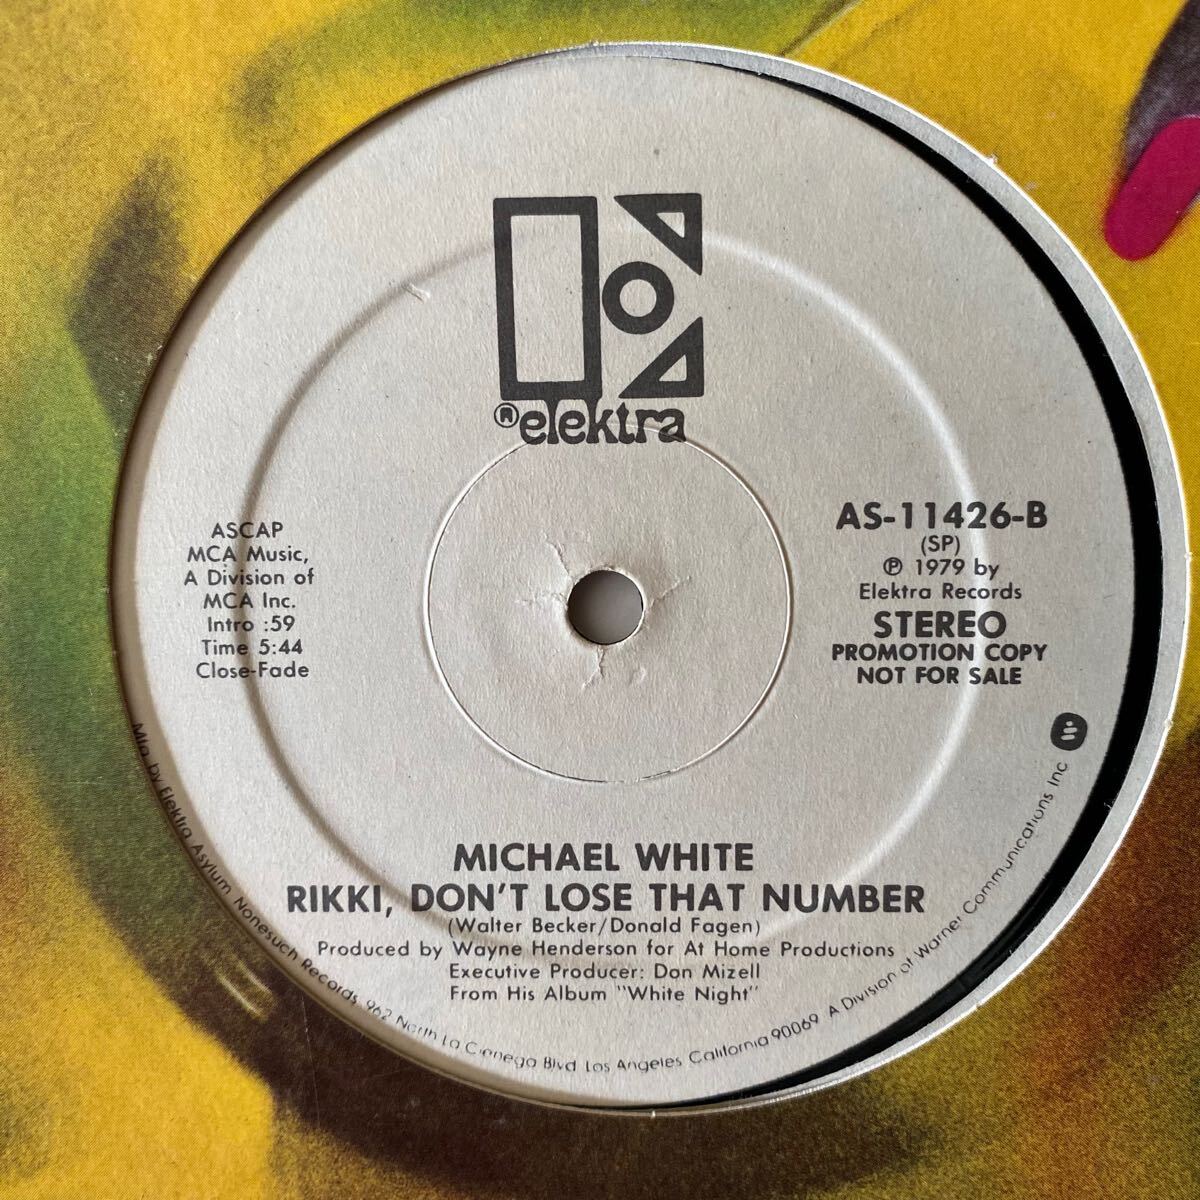 ® elektra
ASCAP
MCA Music,
A Division of
MCA Inc.
Intro :59
Time 5:44
Close-Fade
AS-11426-B
(SP)
℗ 1979 by
Elektra Records
STEREO
PROMOTION COPY
NOT FOR SALE
MICHAEL WHITE
RIKKI, DON'T LOSE THAT NUMBER
(Walter Becker/Donald Fagen)
Produced by Wayne Henderson for At Home Productions
Executive Producer: Don Mizell
From His Album "White Night"
Mfg. by Elektra Asylum Nonesuch Records 962 North La Cienega Blvd Los Angeles California 90069 A Division of Warner Communications Inc